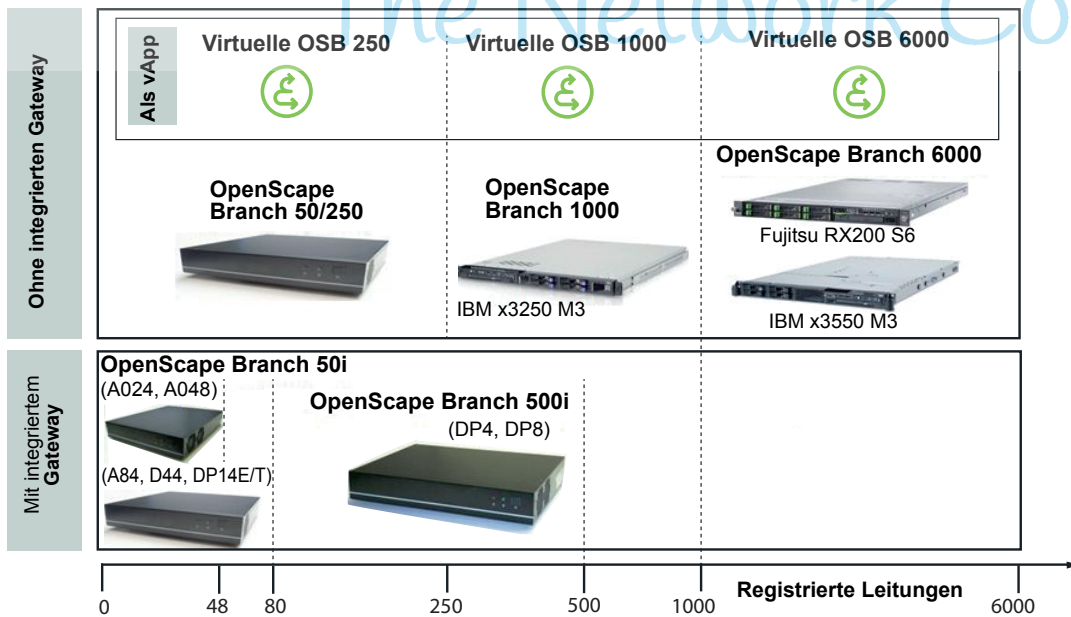 The Network Co
Ohne integrierten Gateway
Als vApp
Virtuelle OSB 250
Virtuelle OSB 1000
Virtuelle OSB 6000
OpenScape
Branch 50/250
OpenScape
Branch 1000
IBM x3250 M3
OpenScape Branch 6000
Fujitsu RX200 S6
IBM x3550 M3
Mit integriertem
Gateway
OpenScape Branch 50i
(A024, A048)
(A84, D44, DP14E/T)
OpenScape Branch 500i
(DP4, DP8)
0
48
80
250
500
1000
Registrierte Leitungen
6000